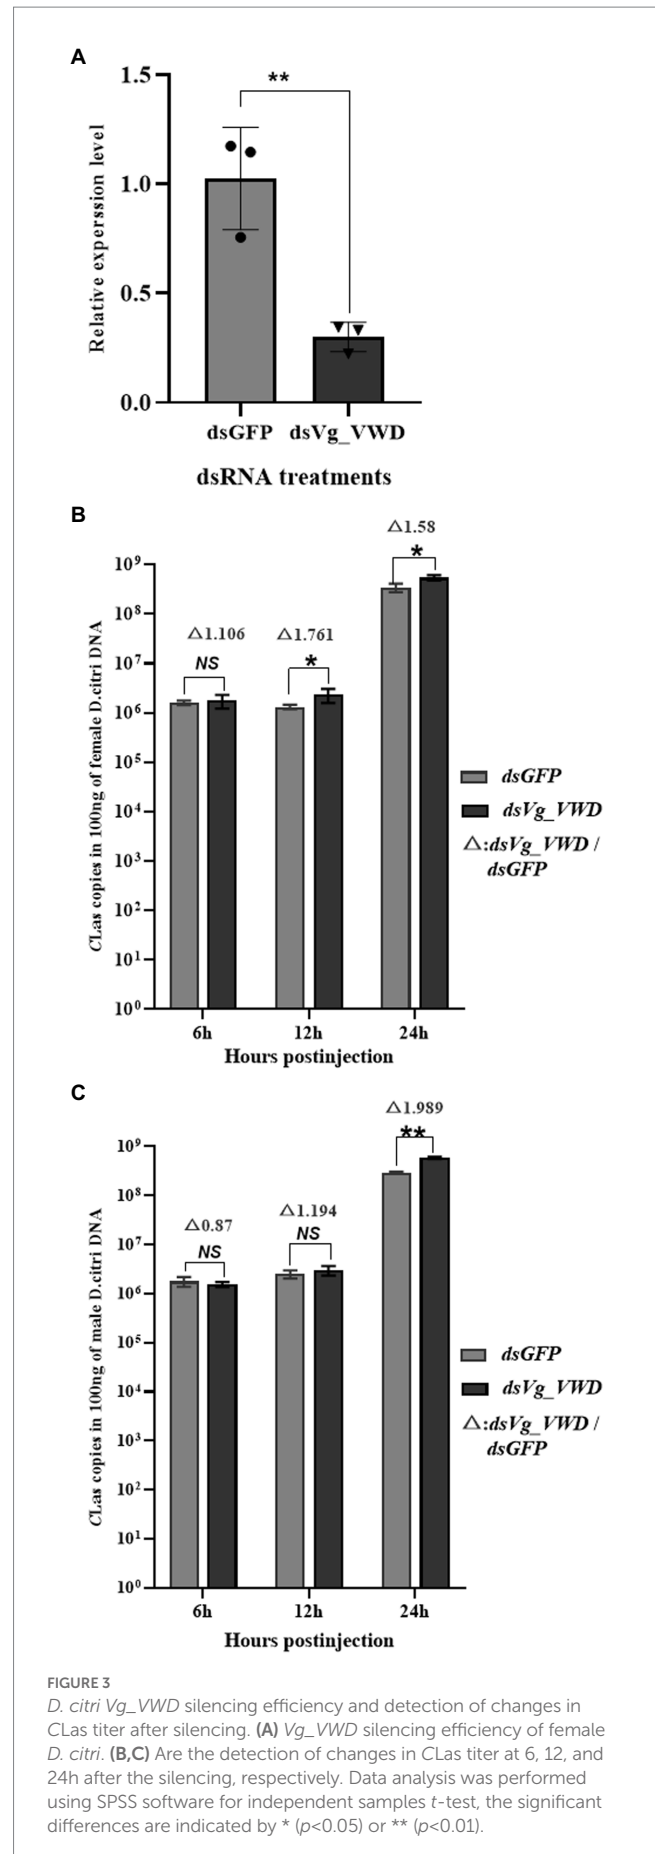 A
**
1.5
1.0
0.5
0.0
Relative experssion level
dsGFP dsVg_VWD
dsRNA treatments
B
△1.58
*
△1.106
NS
△1.761
*
10⁹
10⁸
10⁷
10⁶
10⁵
10⁴
10³
10²
10¹
10⁰
CLas copies in 100ng of female D.citri DNA
6h 12h 24h
Hours postinjection
dsGFP
dsVg_VWD
△:dsVg_VWD /
dsGFP
C
△1.989
**
△0.87
NS
△1.194
NS
10⁹
10⁸
10⁷
10⁶
10⁵
10⁴
10³
10²
10¹
10⁰
CLas copies in 100ng of male D.citri DNA
6h 12h 24h
Hours postinjection
dsGFP
dsVg_VWD
△:dsVg_VWD /
dsGFP
FIGURE 3
D. citri Vg_VWD silencing efficiency and detection of changes in
CLas titer after silencing. (A) Vg_VWD silencing efficiency of female
D. citri. (B,C) Are the detection of changes in CLas titer at 6, 12, and
24h after the silencing, respectively. Data analysis was performed
using SPSS software for independent samples t-test, the significant
differences are indicated by * (p<0.05) or ** (p<0.01).